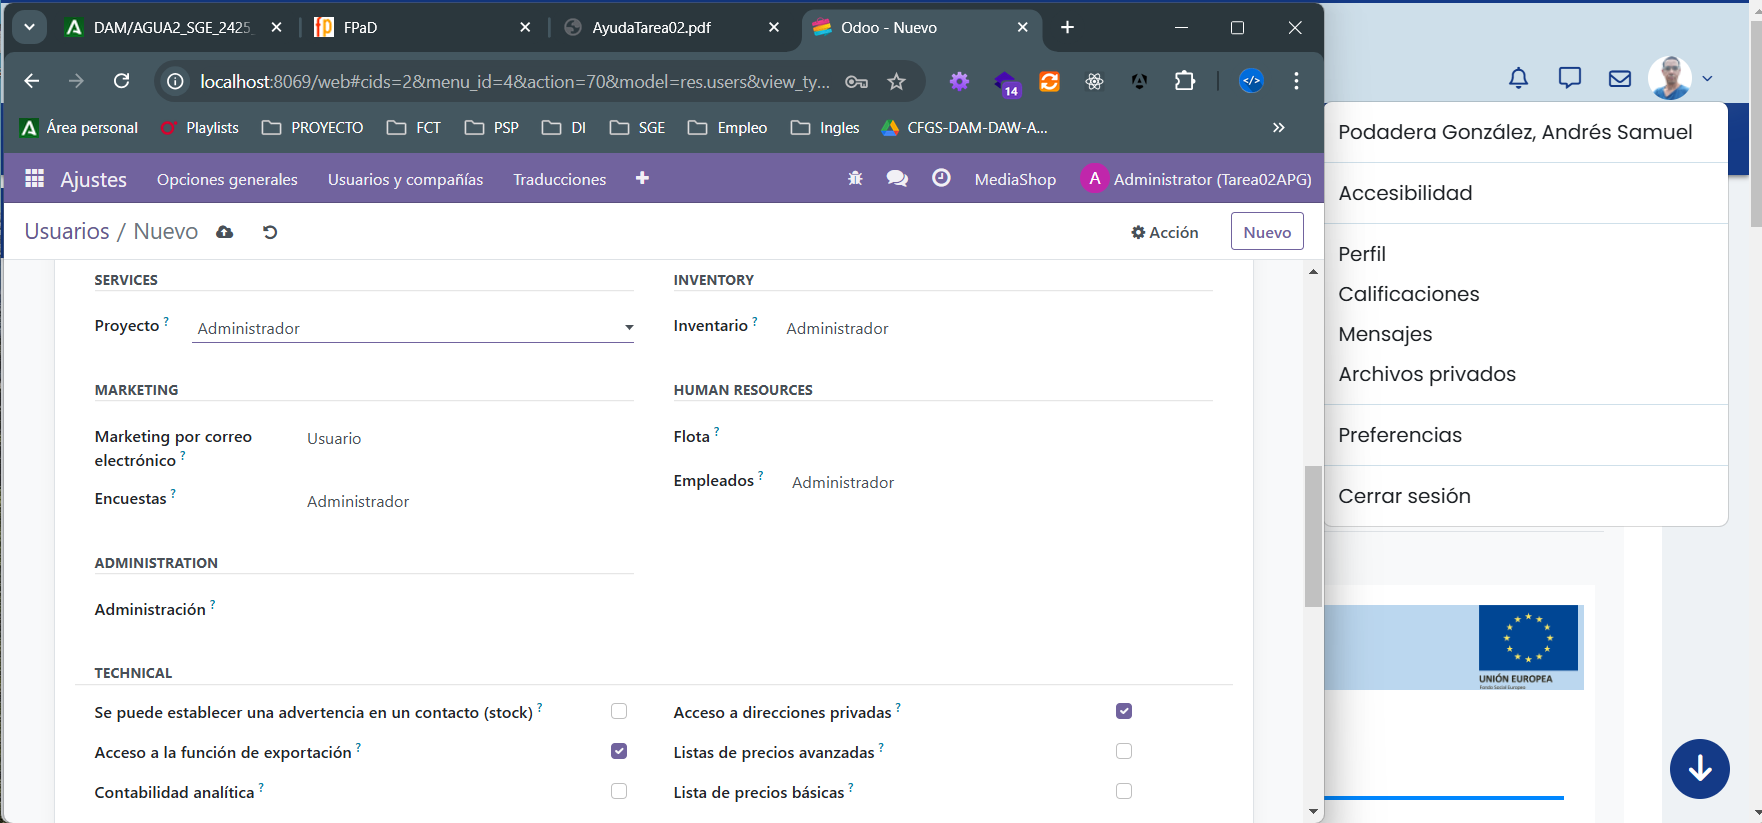 DAM/AGUA2_SGE_2425_
FPaD
AyudaTarea02.pdf
Odoo - Nuevo
localhost:8069/web#cids=2&menu_id=4&action=70&model=res.users&view_ty...
14
Área personal
Playlists
PROYECTO
FCT
PSP
DI
SGE
Empleo
Ingles
CFGS-DAM-DAW-A...
Ajustes
Opciones generales
Usuarios y compañías
Traducciones
MediaShop
A
Administrator (Tarea02APG)
Usuarios / Nuevo
Acción
Nuevo
SERVICES
Proyecto ?
Administrador
INVENTORY
Inventario ?
Administrador
MARKETING
Marketing por correo
electrónico ?
Usuario
Encuestas ?
Administrador
HUMAN RESOURCES
Flota ?
Empleados ?
Administrador
ADMINISTRATION
Administración ?
TECHNICAL
Se puede establecer una advertencia en un contacto (stock) ?
Acceso a direcciones privadas ?
Acceso a la función de exportación ?
Listas de precios avanzadas ?
Contabilidad analítica ?
Lista de precios básicas ?
Podadera González, Andrés Samuel
Accesibilidad
Perfil
Calificaciones
Mensajes
Archivos privados
Preferencias
Cerrar sesión
UNIÓN EUROPEA
Fondo Social Europeo